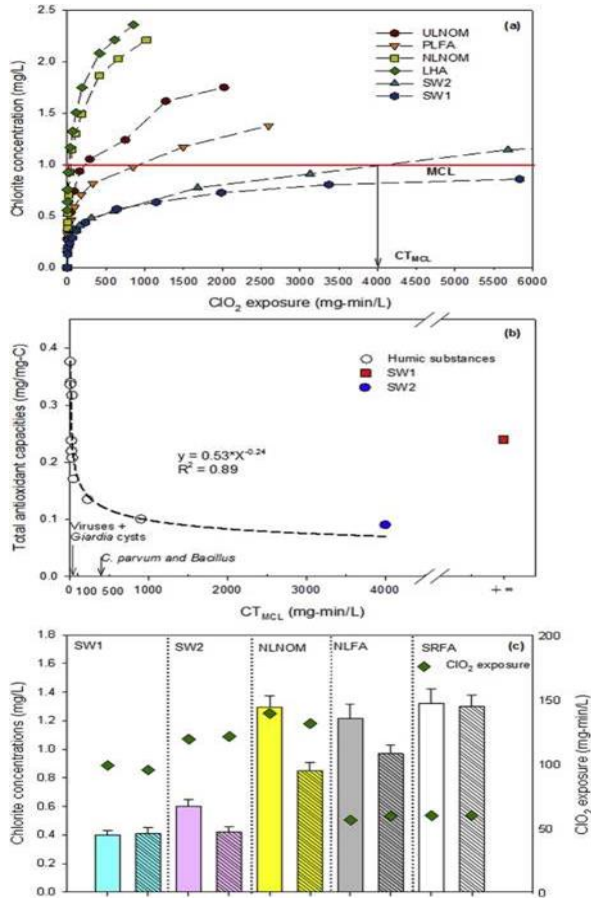 (a)
ULNOM
PLFA
NLNOM
LHA
SW2
SW1
Chlorite concentration (mg/L)
2.5
2.0
1.5
1.0
0.5
0.0
MCL
CT_MCL
0 500 1000 1500 2000 2500 3000 3500 4000 4500 5000 5500 6000
ClO2 exposure (mg-min/L)
(b)
Humic substances
SW1
SW2
Total antioxidant capacities (mg/mg-C)
0.4
0.3
0.2
0.1
0.0
y = 0.53*X^-0.24
R² = 0.89
Viruses +
Giardia cysts
C. parvum and Bacillus
100 500 1000 2000 3000 4000 + ∞
CT_MCL (mg-min/L)
(c)
SW1 SW2 NLNOM NLFA SRFA
ClO2 exposure
Chlorite concentrations (mg/L)
1.8
1.6
1.4
1.2
1.0
0.8
0.6
0.4
0.2
0.0
200
150
100
50
0
ClO2 exposure (mg-min/L)